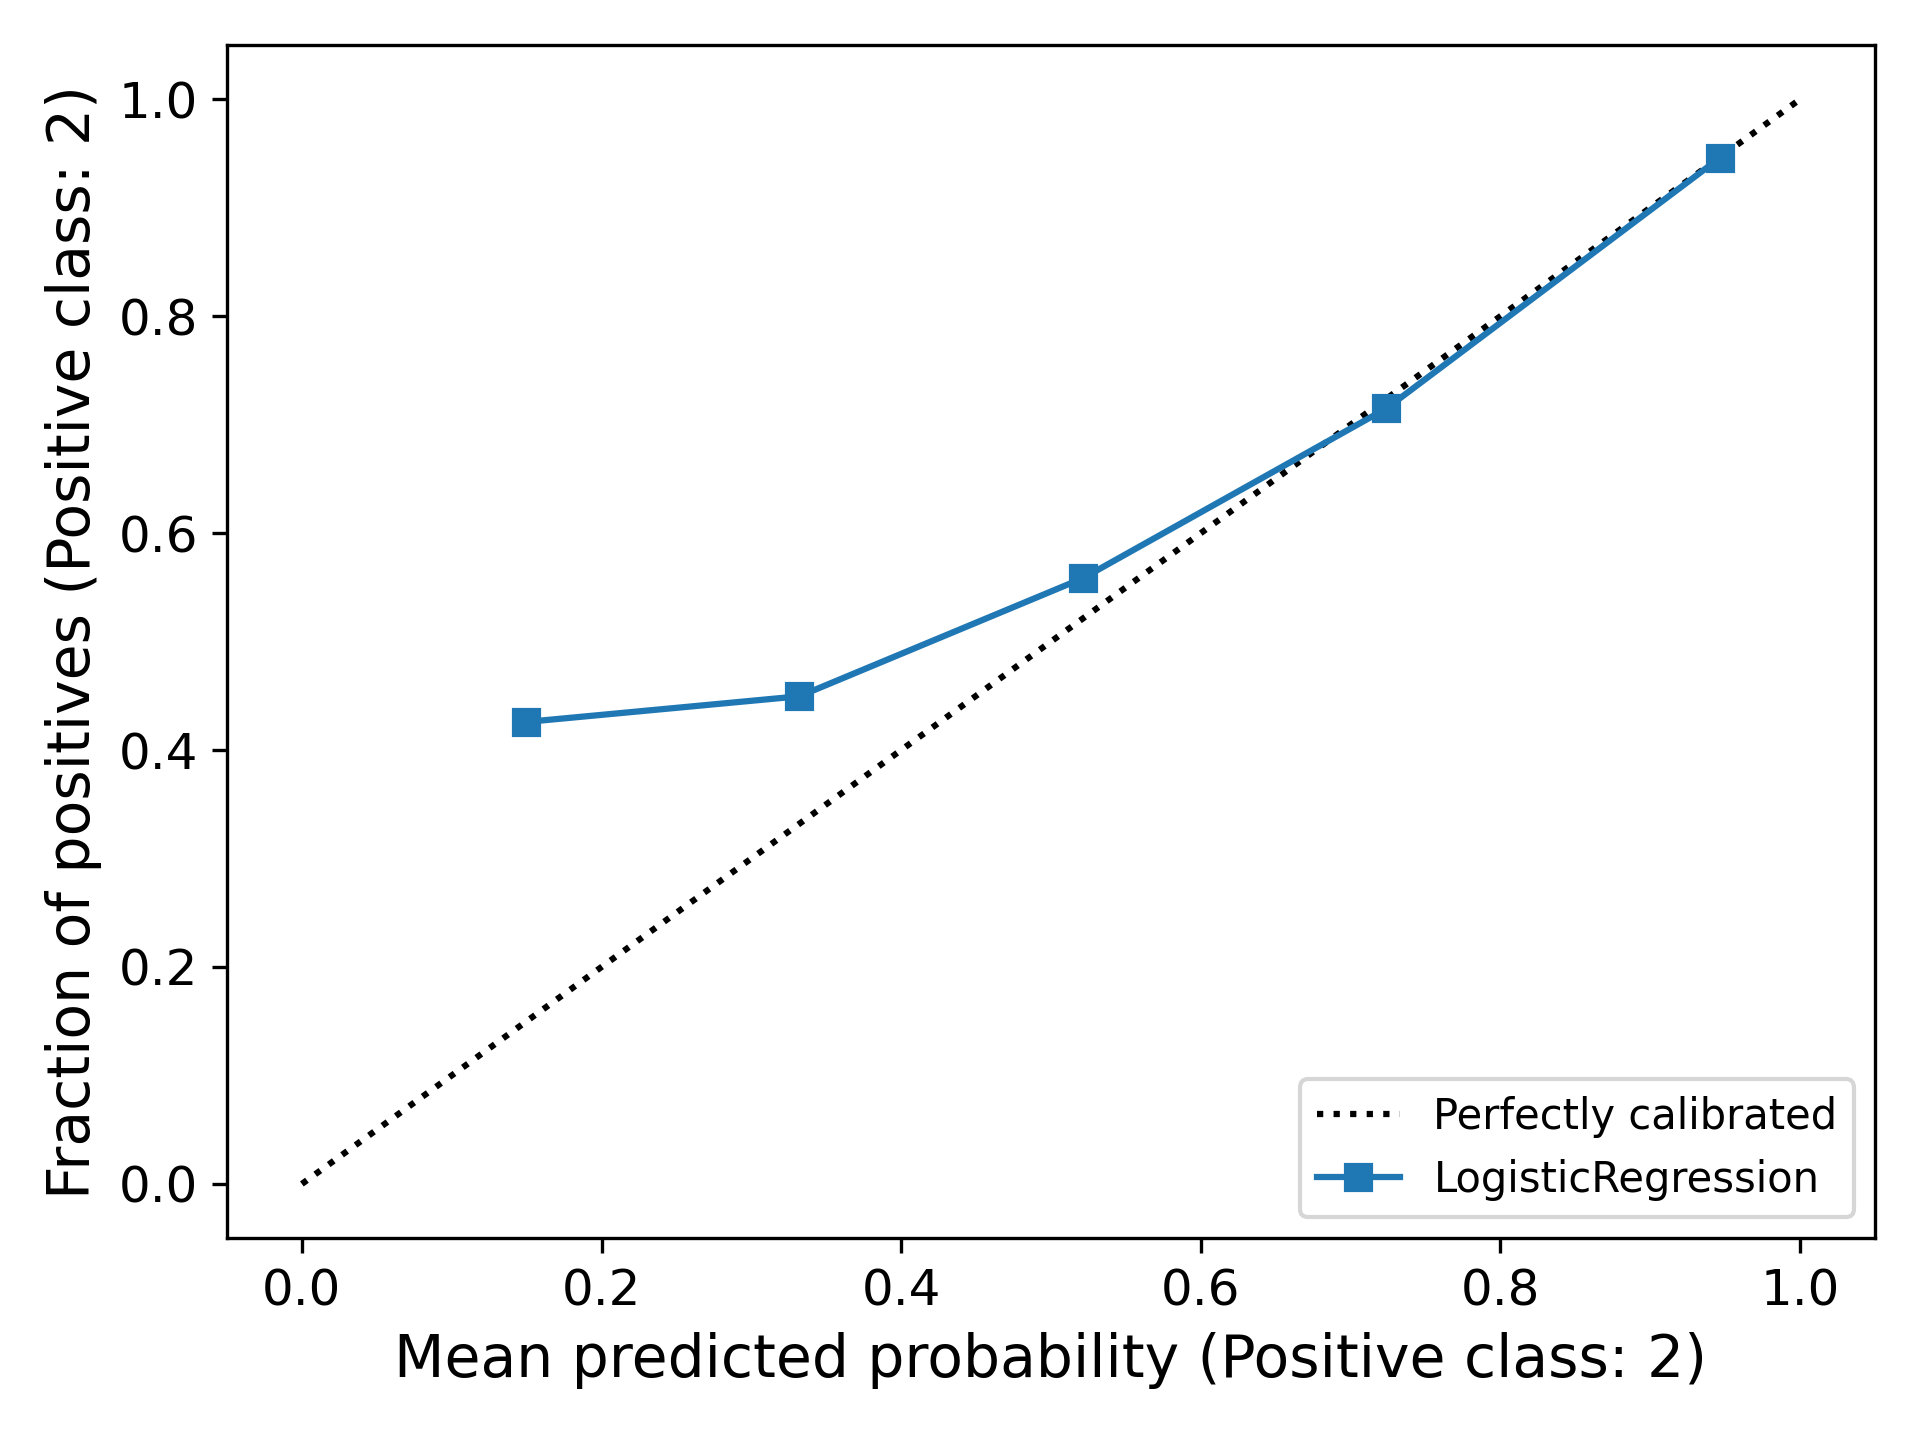 Fraction of positives (Positive class: 2)
1.0
0.8
0.6
0.4
0.2
0.0
Perfectly calibrated
LogisticRegression
0.0 0.2 0.4 0.6 0.8 1.0
Mean predicted probability (Positive class: 2)